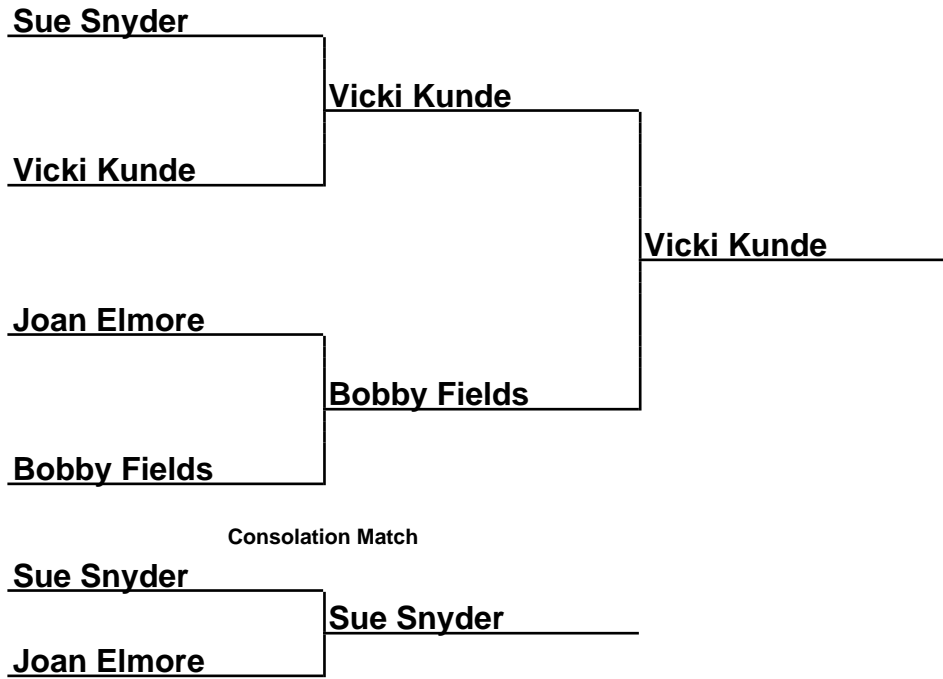 Sue Snyder
Vicki Kunde
Vicki Kunde
Vicki Kunde
Joan Elmore
Bobby Fields
Bobby Fields
Consolation Match
Sue Snyder
Sue Snyder
Joan Elmore